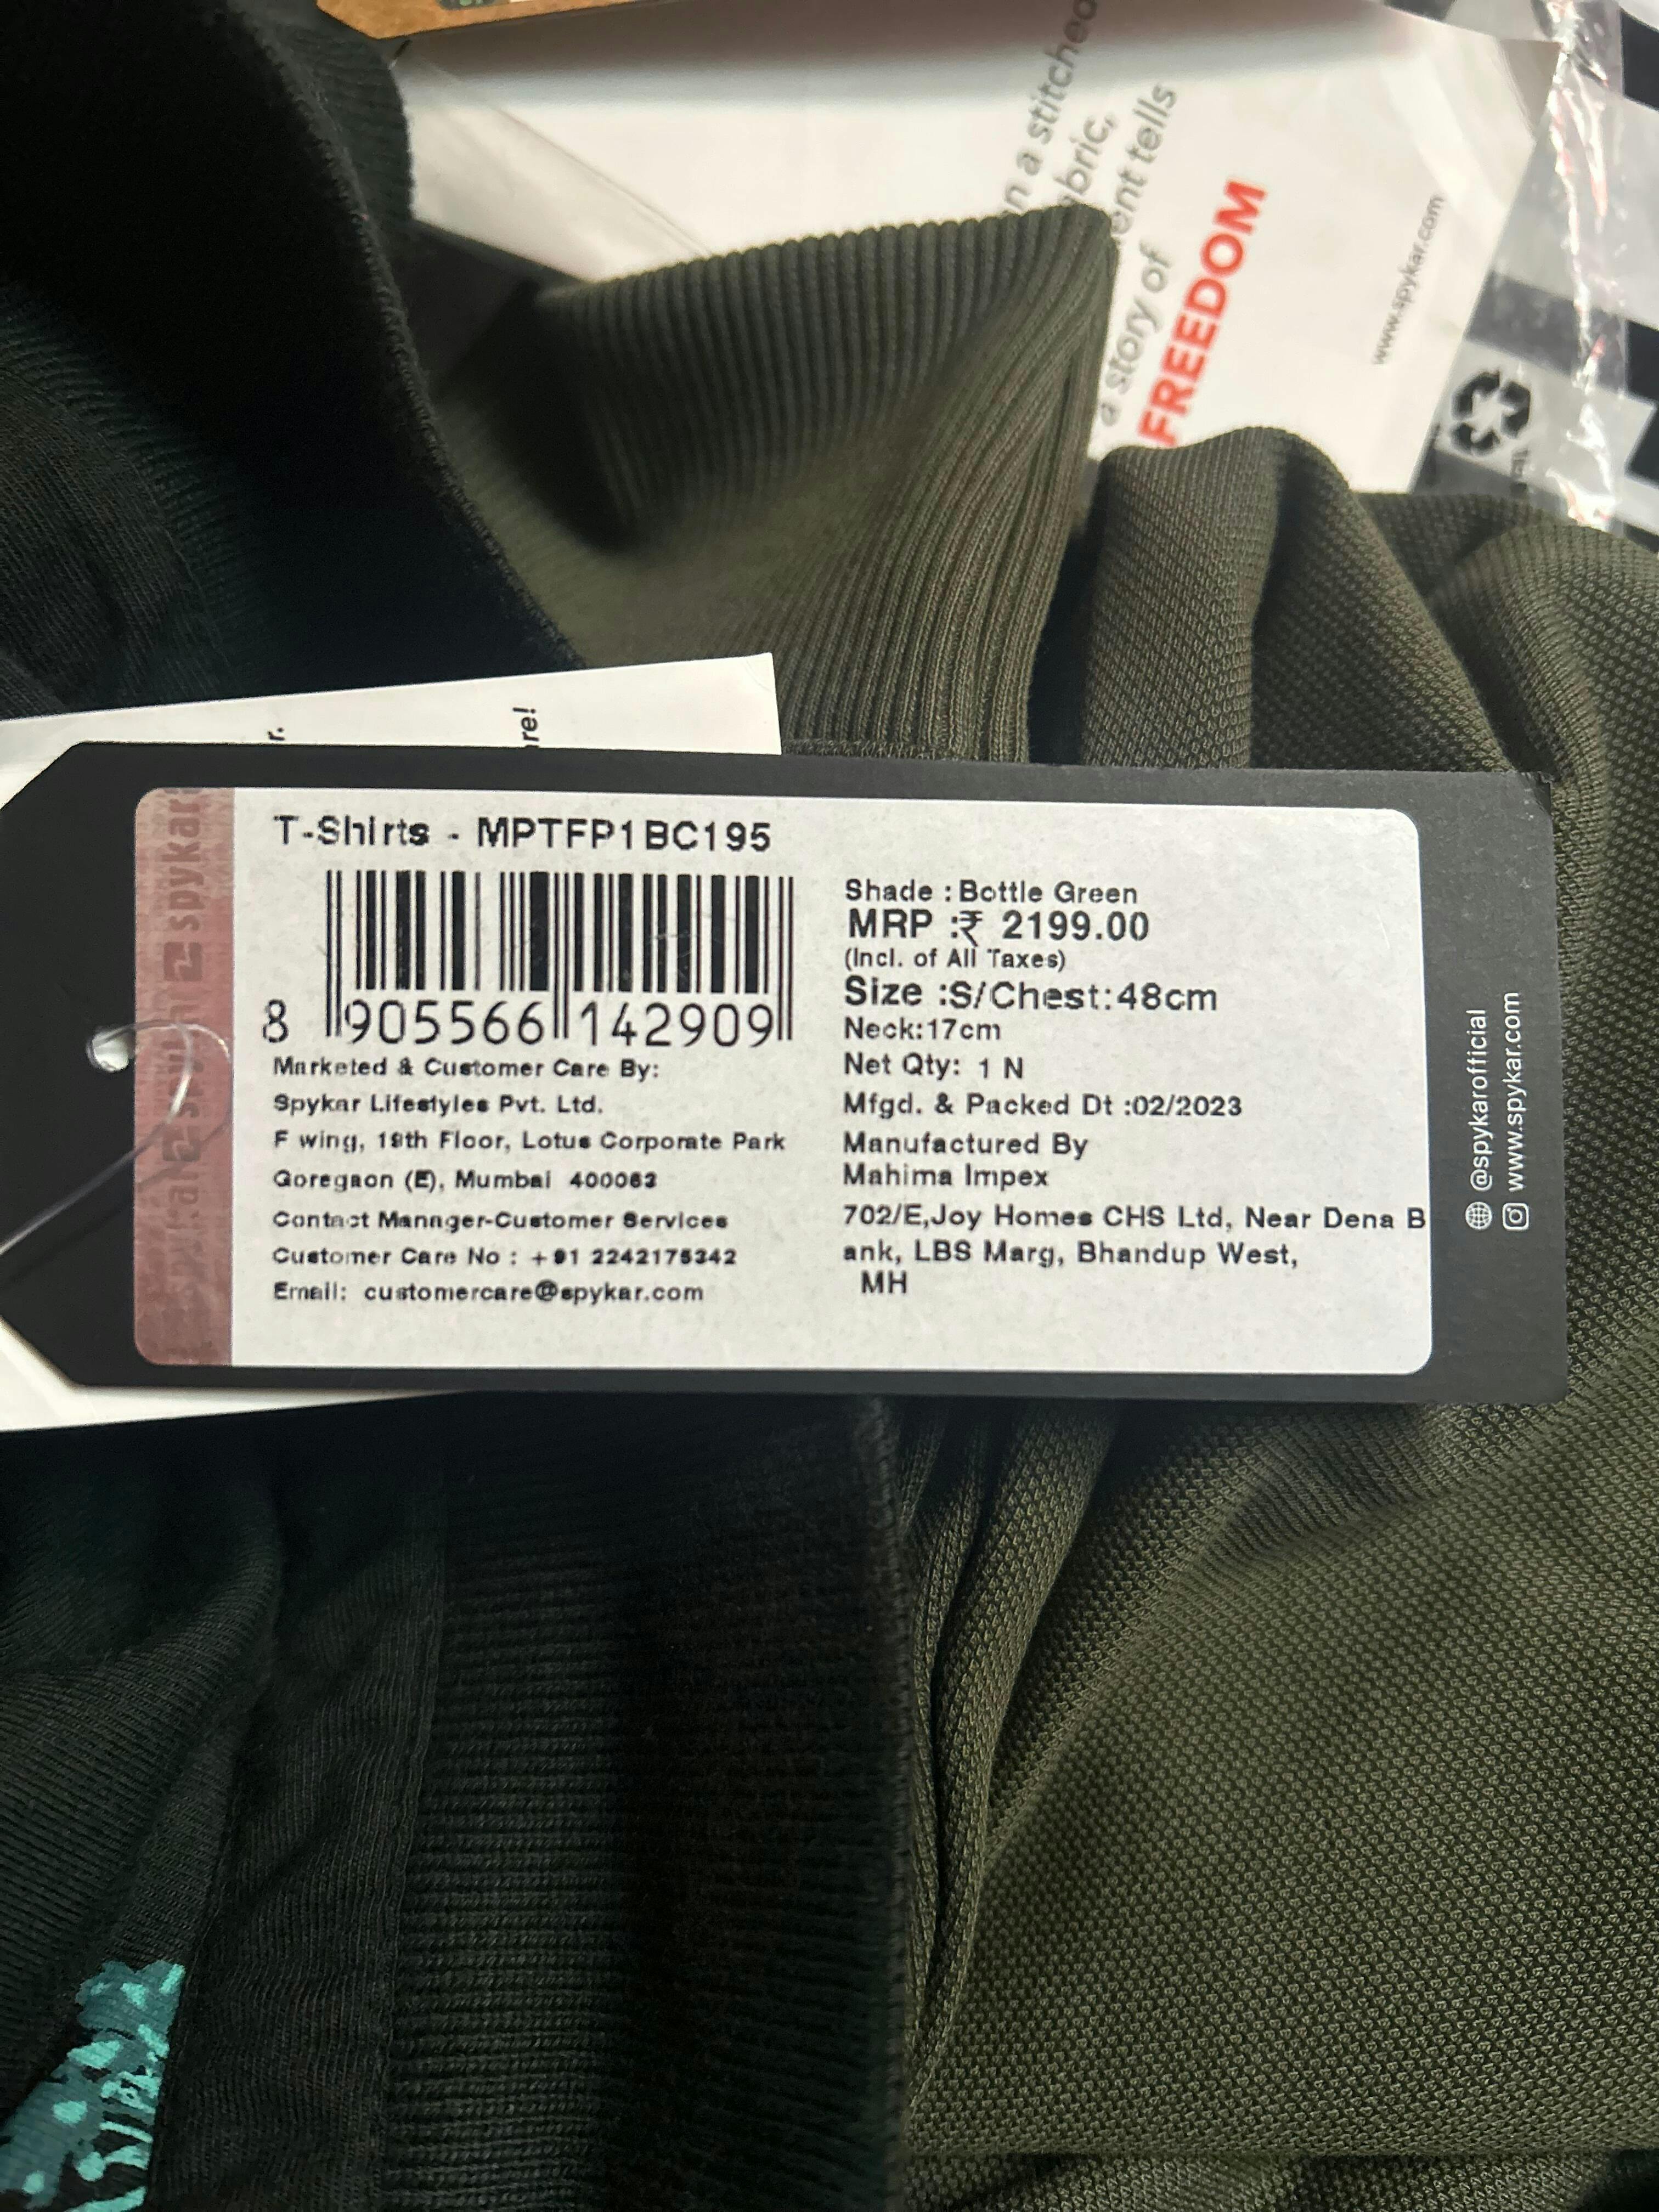 n a stitched
abric,
ent tells
a story of
FREEDOM
www.spykar.com
r.
re!
spykar
T-Shirts - MPTFP1BC195
8 905566 142909
Marketed & Customer Care By:
Spykar Lifestyles Pvt. Ltd.
F wing, 19th Floor, Lotus Corporate Park
Goregaon (E), Mumbai 400063
Contact Manager-Customer Services
Customer Care No : +91 2242175342
Email: customercare@spykar.com
Shade : Bottle Green
MRP :₹ 2199.00
(Incl. of All Taxes)
Size :S/Chest:48cm
Neck:17cm
Net Qty: 1 N
Mfgd. & Packed Dt :02/2023
Manufactured By
Mahima Impex
702/E,Joy Homes CHS Ltd, Near Dena B
ank, LBS Marg, Bhandup West,
MH
@spykarofficial
www.spykar.com